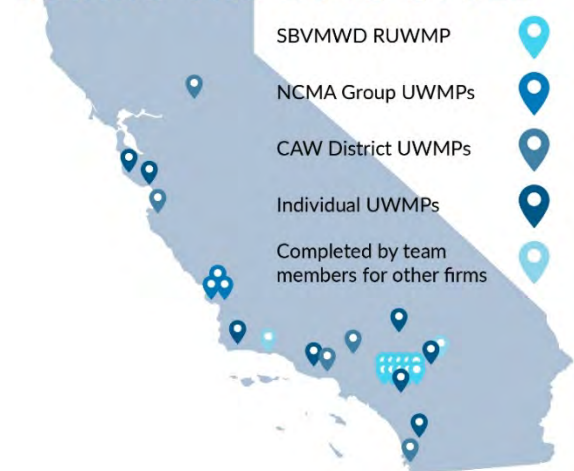 SBVMWD RUWMP
NCMA Group UWMPs
CAW District UWMPs
Individual UWMPs
Completed by team
members for other firms